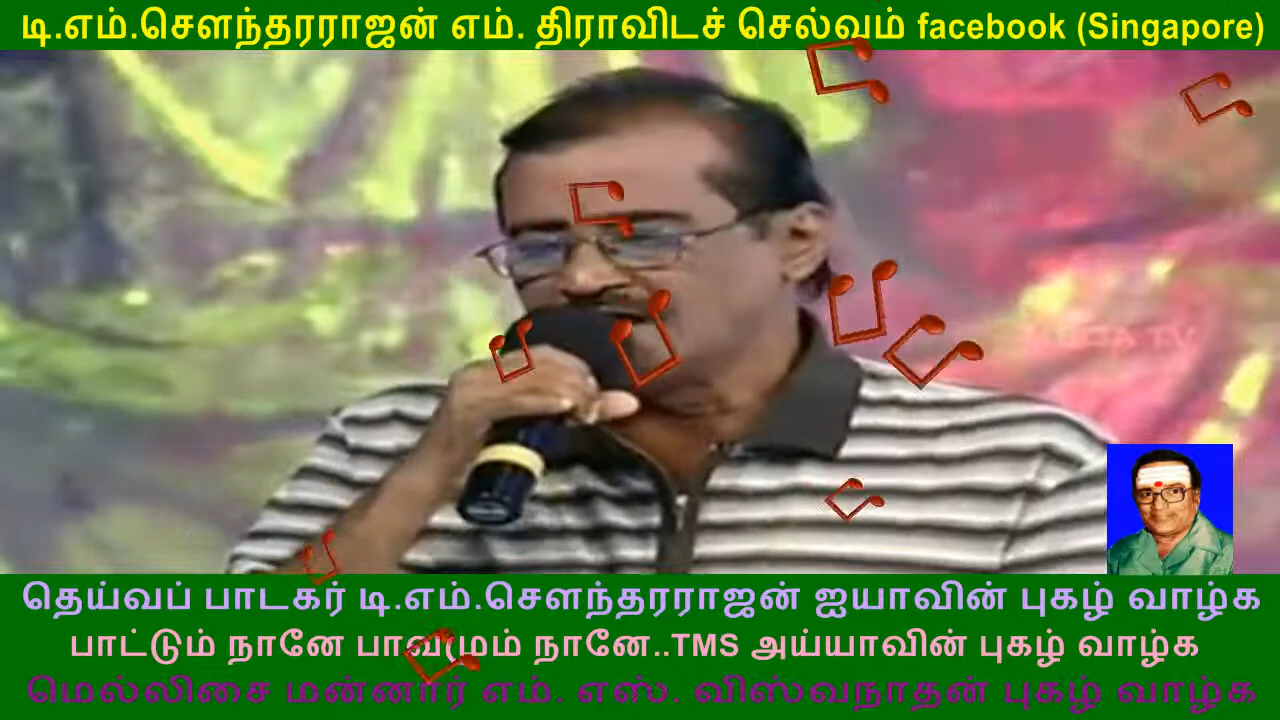 டி.எம்.சௌந்தரராஜன் எம். திராவிடச் செல்வம் facebook (Singapore)
தெய்வப் பாடகர் டி.எம்.சௌந்தரராஜன் ஐயாவின் புகழ் வாழ்க
பாட்டும் நானே பாவமும் நானே..TMS அய்யாவின் புகழ் வாழ்க
மெல்லிசை மன்னார் எம். எஸ். விஸ்வநாதன் புகழ் வாழ்க